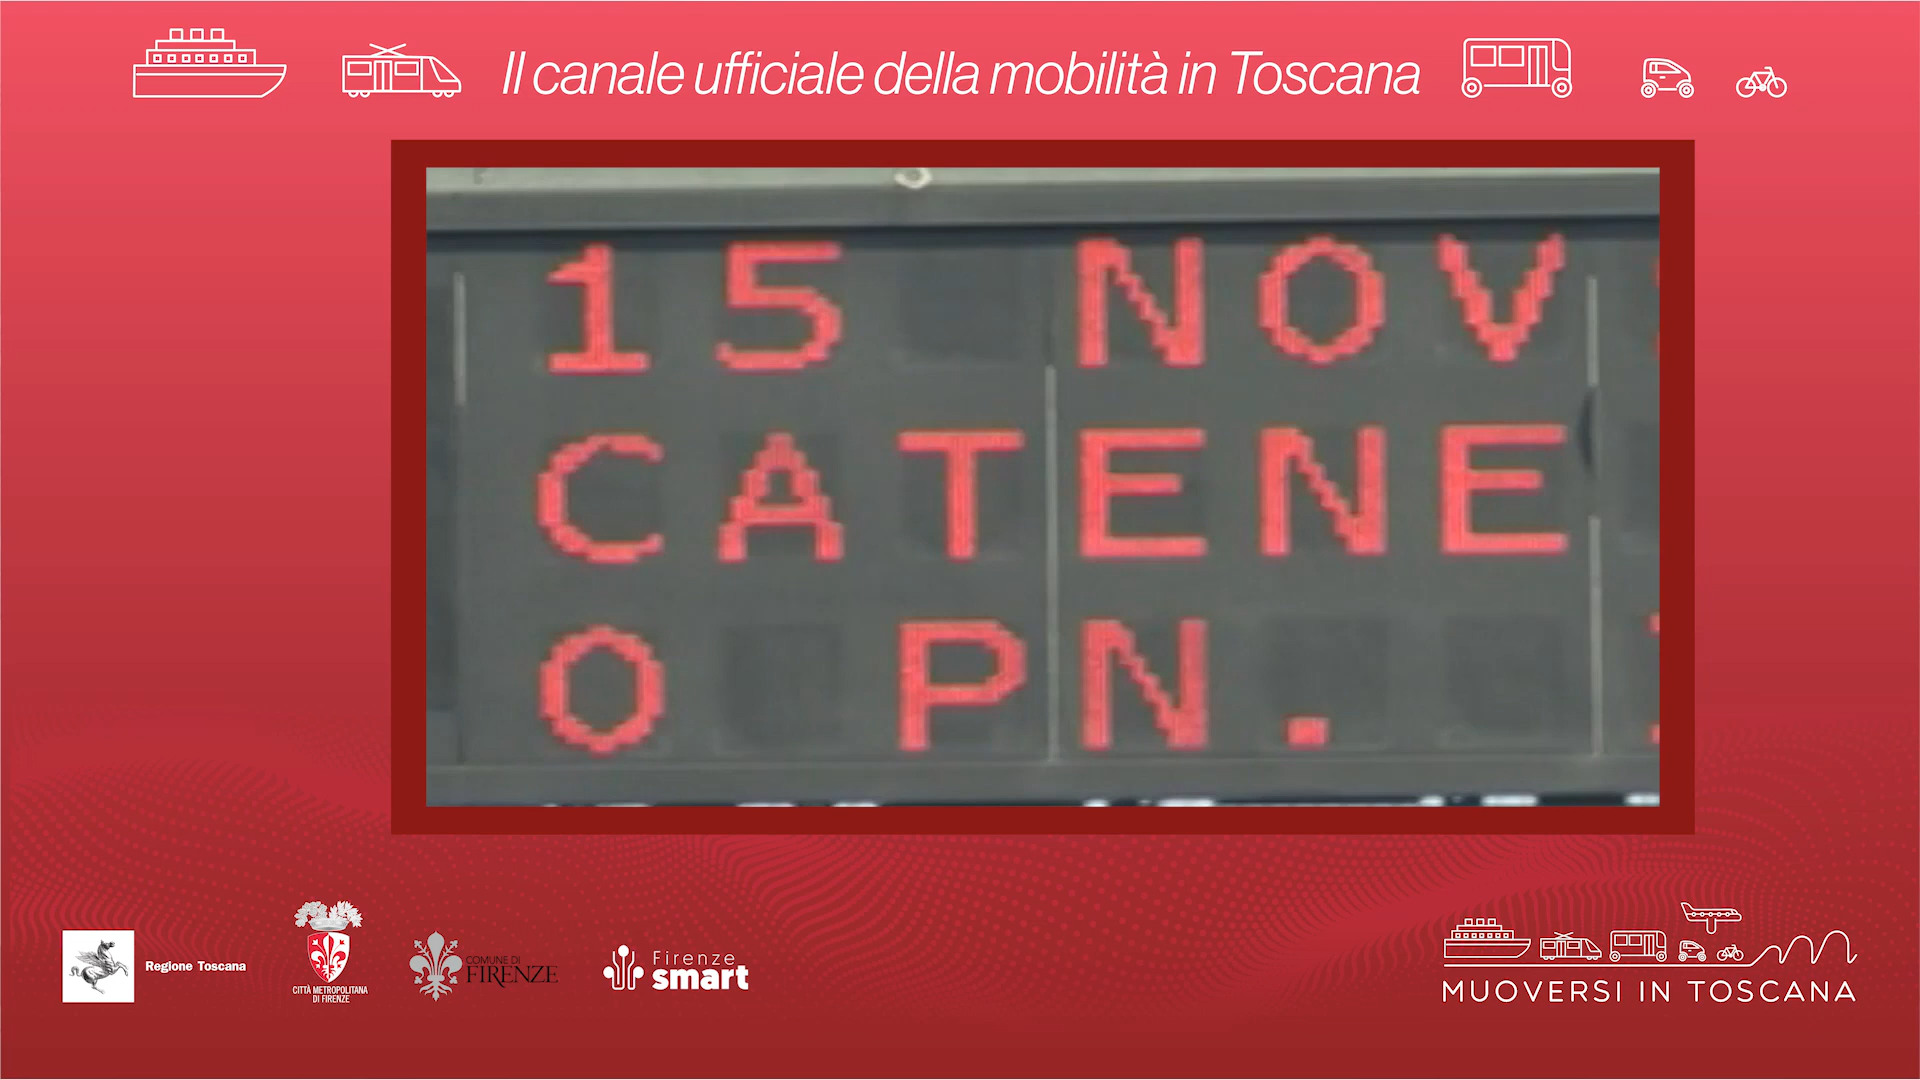 Il canale ufficiale della mobilità in Toscana
15 NOV
CATENE
O PN.
Regione Toscana
CITTÀ METROPOLITANA
DI FIRENZE
COMUNE DI
FIRENZE
Firenze
smart
MUOVERSI IN TOSCANA